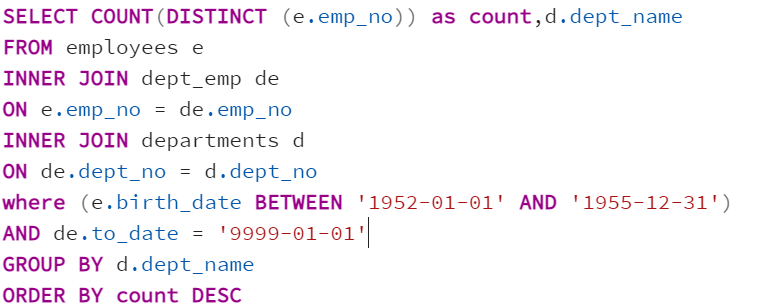 SELECT COUNT(DISTINCT (e.emp_no)) as count,d.dept_name
FROM employees e
INNER JOIN dept_emp de
ON e.emp_no = de.emp_no
INNER JOIN departments d
ON de.dept_no = d.dept_no
where (e.birth_date BETWEEN '1952-01-01' AND '1955-12-31')
AND de.to_date = '9999-01-01'
GROUP BY d.dept_name
ORDER BY count DESC